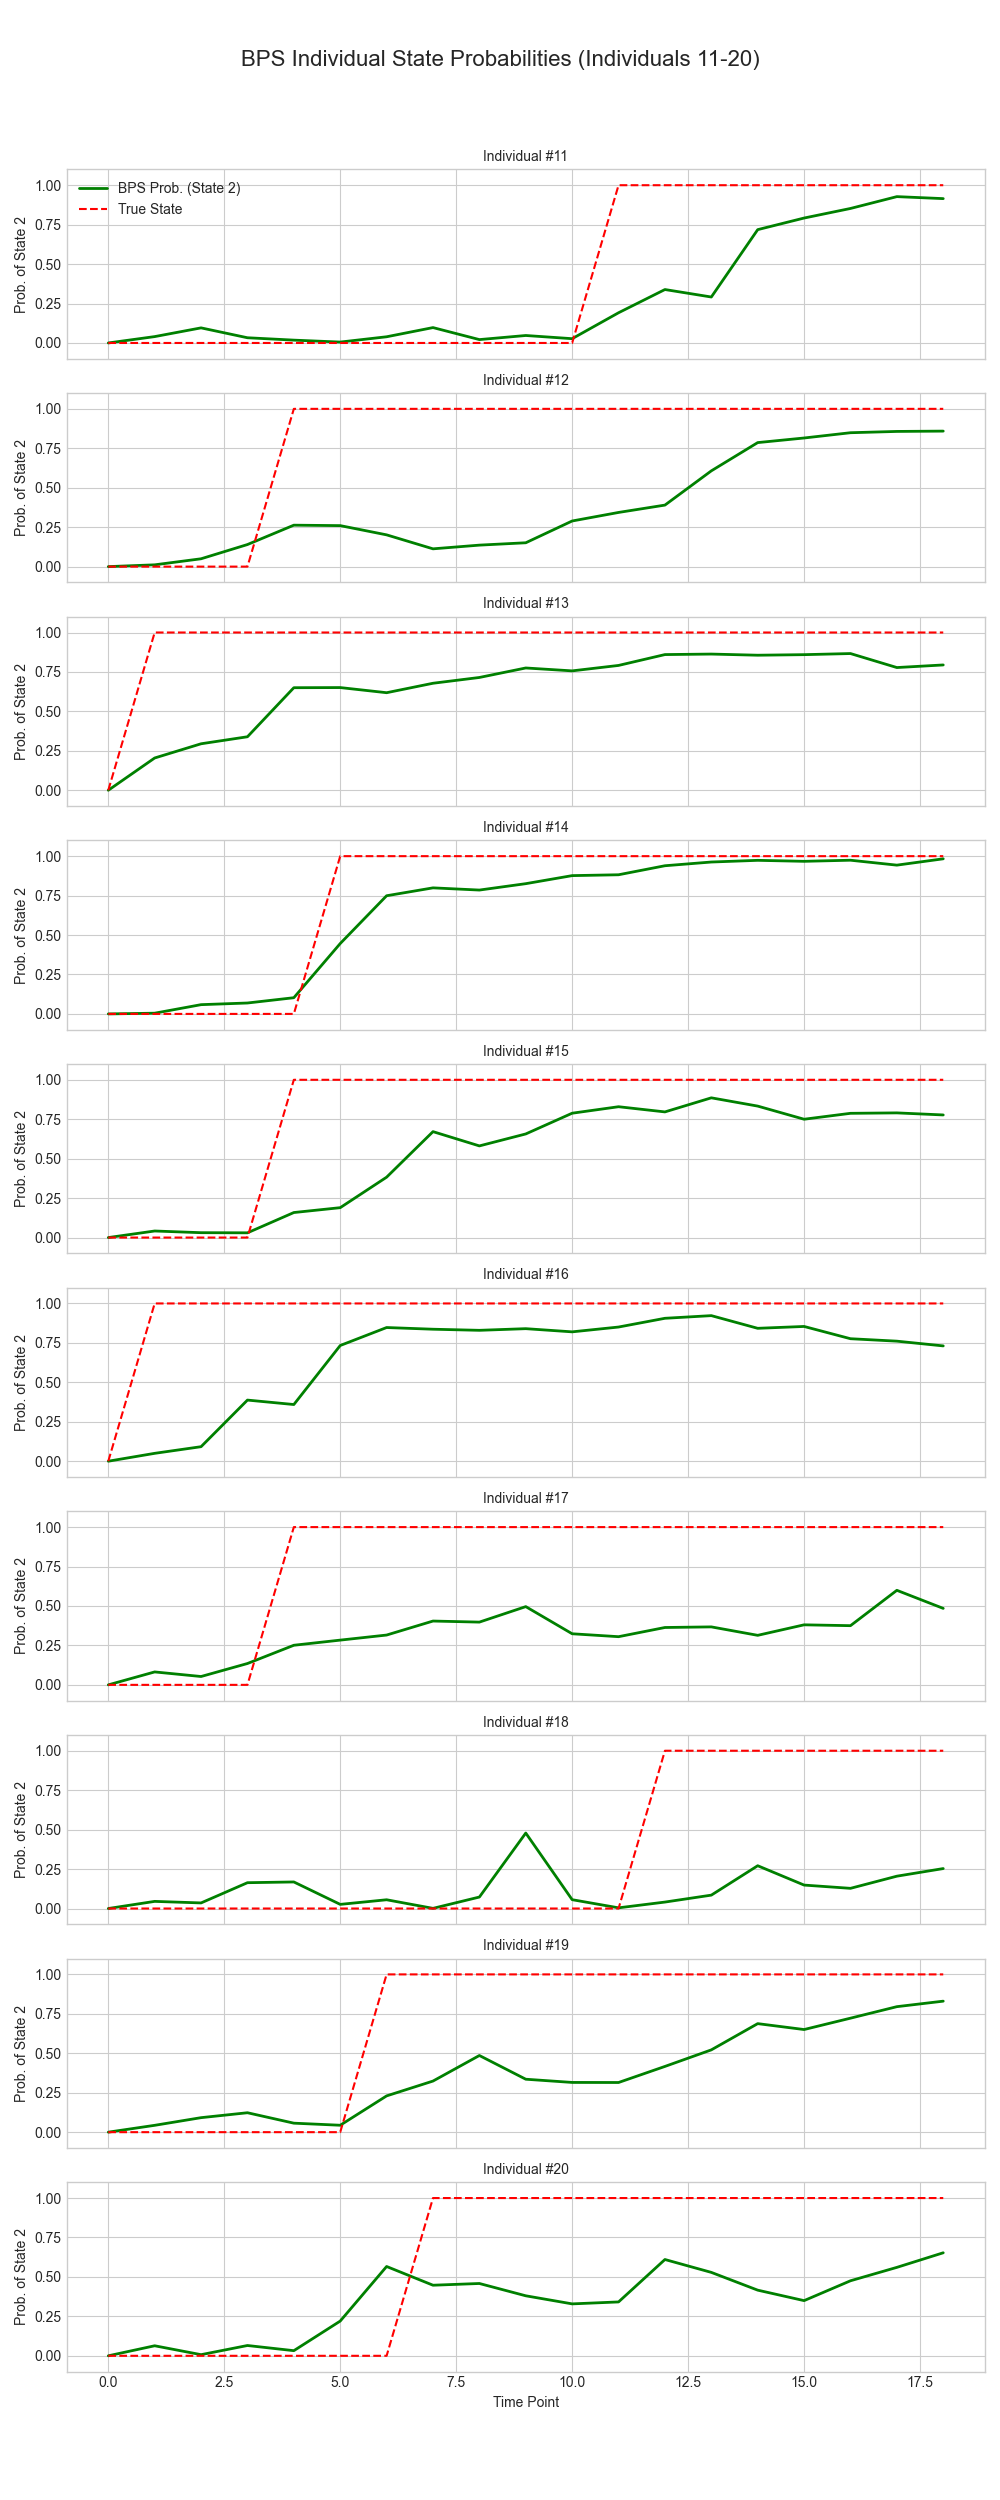 BPS Individual State Probabilities (Individuals 11-20)
Individual #11
1.00
0.75
0.50
0.25
0.00
Prob. of State 2
BPS Prob. (State 2)
True State
Individual #12
1.00
0.75
0.50
0.25
0.00
Prob. of State 2
Individual #13
1.00
0.75
0.50
0.25
0.00
Prob. of State 2
Individual #14
1.00
0.75
0.50
0.25
0.00
Prob. of State 2
Individual #15
1.00
0.75
0.50
0.25
0.00
Prob. of State 2
Individual #16
1.00
0.75
0.50
0.25
0.00
Prob. of State 2
Individual #17
1.00
0.75
0.50
0.25
0.00
Prob. of State 2
Individual #18
1.00
0.75
0.50
0.25
0.00
Prob. of State 2
Individual #19
1.00
0.75
0.50
0.25
0.00
Prob. of State 2
Individual #20
1.00
0.75
0.50
0.25
0.00
Prob. of State 2
0.0 2.5 5.0 7.5 10.0 12.5 15.0 17.5
Time Point